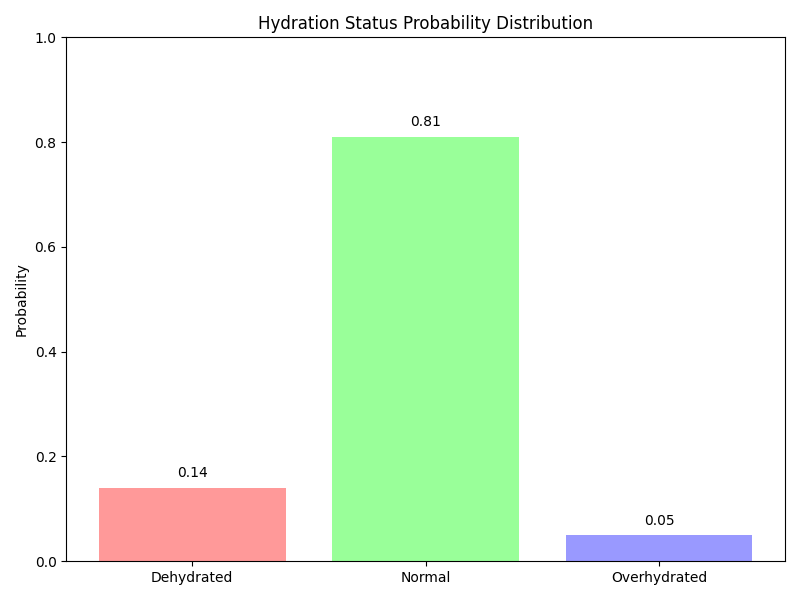 Hydration Status Probability Distribution
1.0
0.8
0.6
0.4
0.2
0.0
Probability
0.14
0.81
0.05
Dehydrated
Normal
Overhydrated